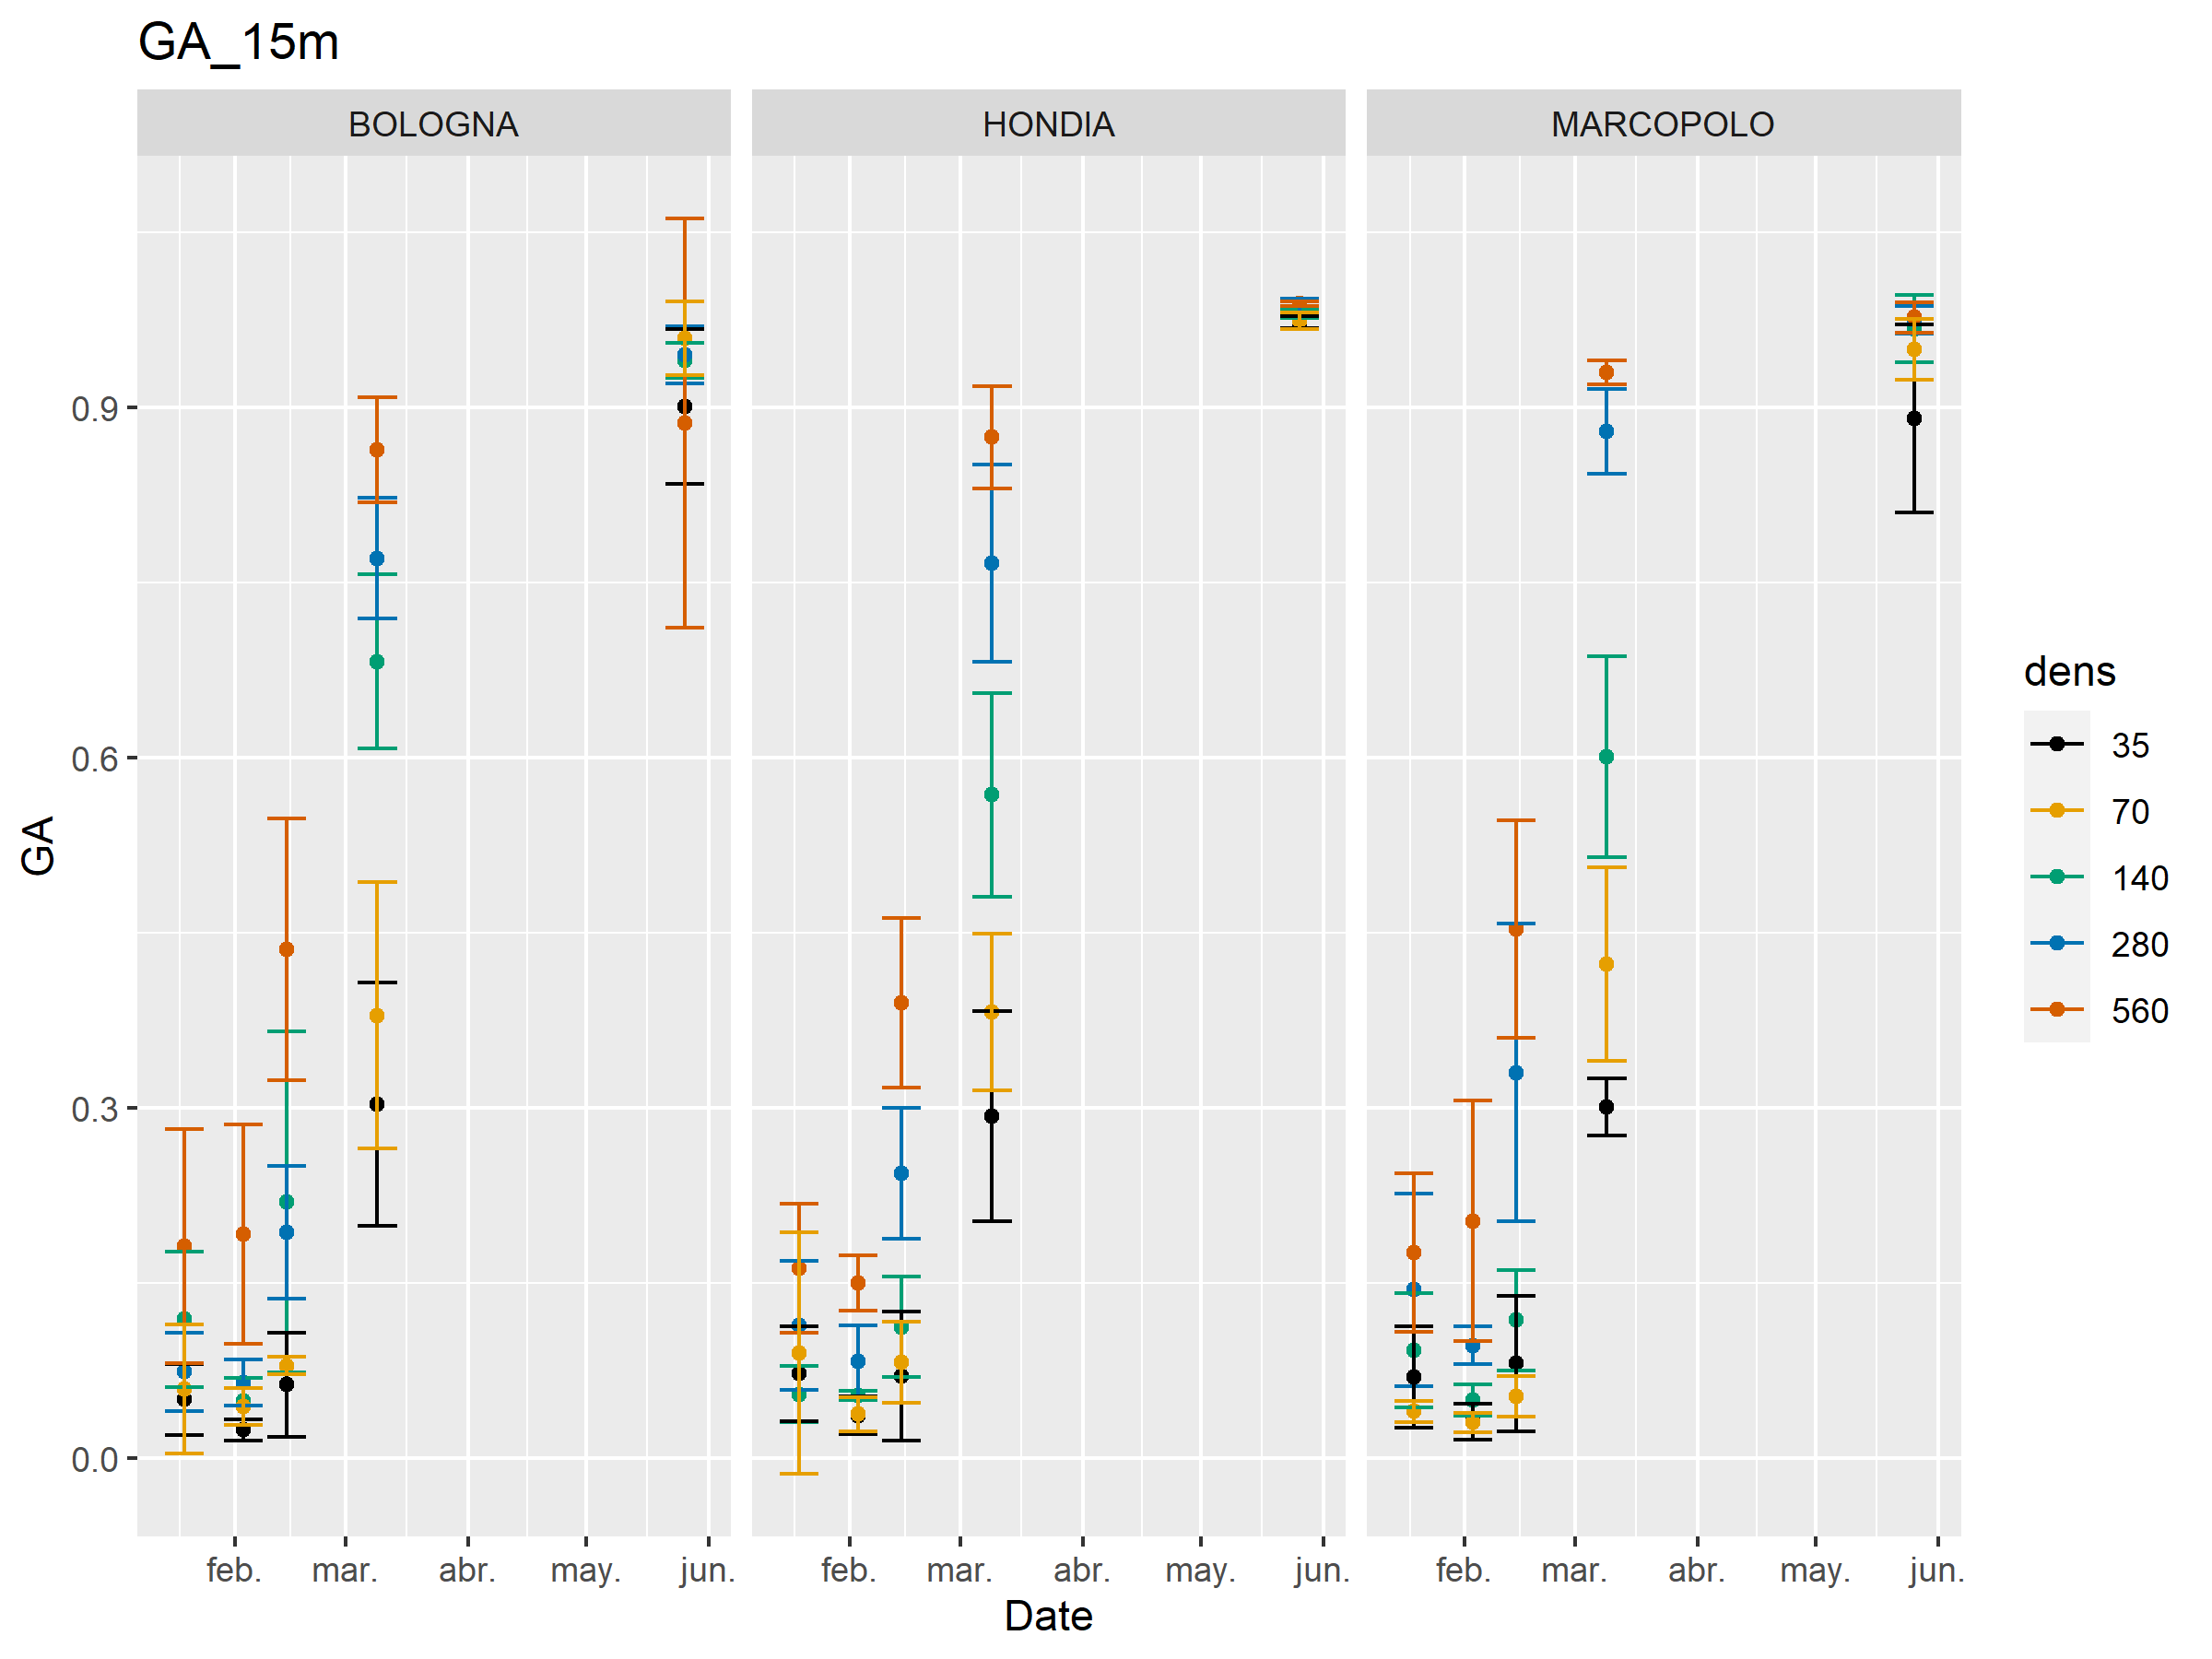 GA_15m
BOLOGNA HONDIA MARCOPOLO
0.9
0.6
0.3
0.0
GA
feb. mar. abr. may. jun. feb. mar. abr. may. jun. feb. mar. abr. may. jun.
Date
dens
35
70
140
280
560